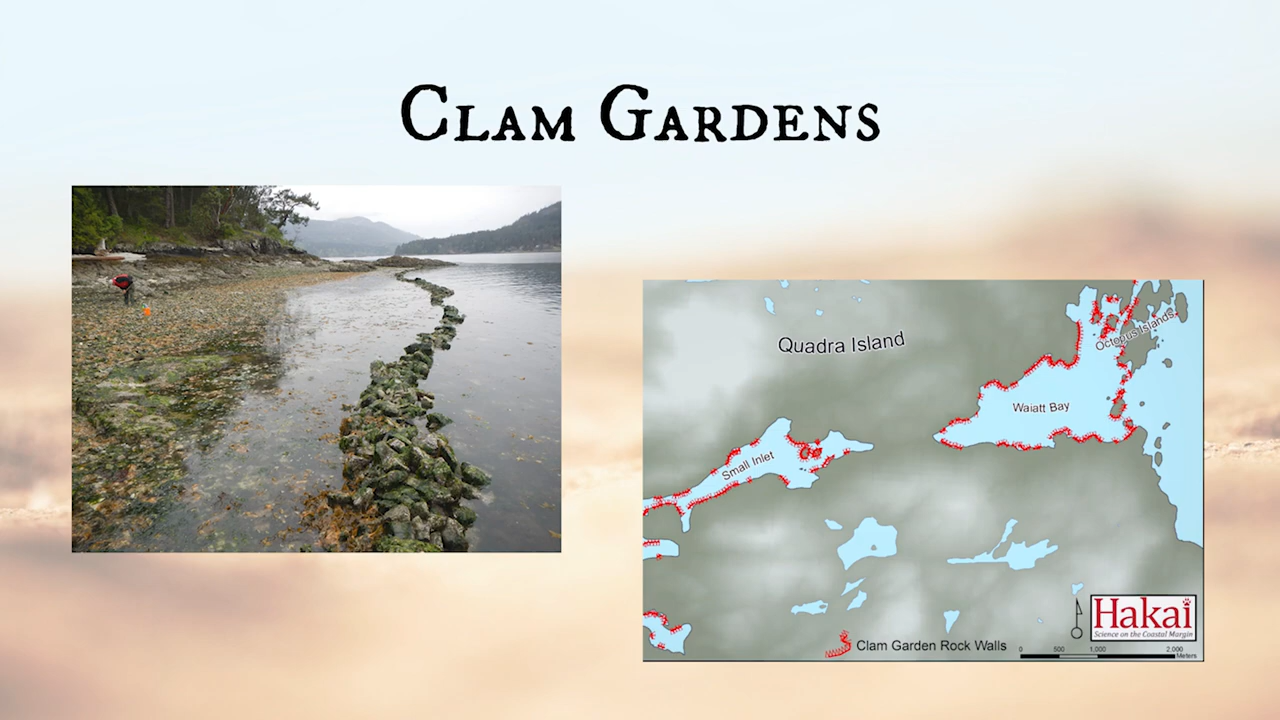 Clam Gardens
Quadra Island
Octopus Islands
Waiatt Bay
Small Inlet
Hakai
Science on the Coastal Margin
Clam Garden Rock Walls
0 500 1,000 2,000
Meters